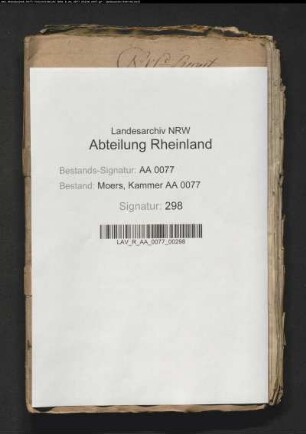 Landesarchiv NRW
Abteilung Rheinland
Bestands-Signatur: AA 0077
Bestand: Moers, Kammer AA 0077
Signatur: 298
LAV_R_AA_0077_00298